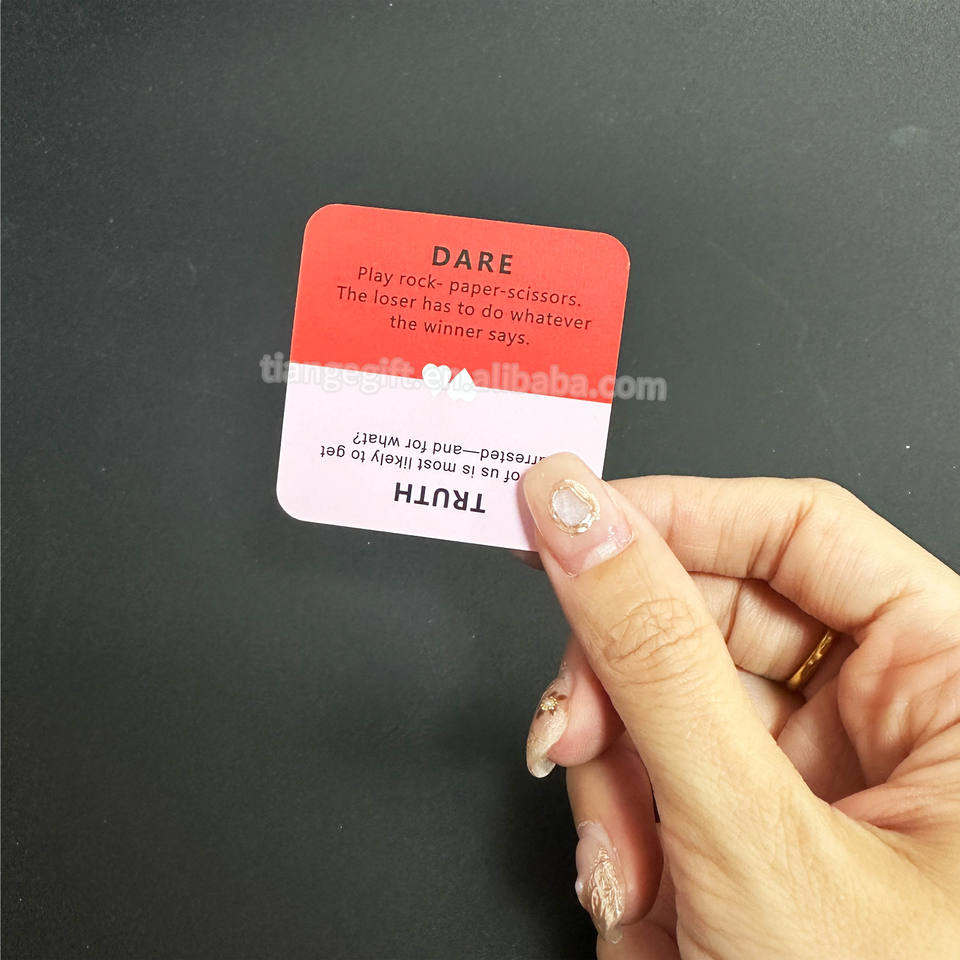 DARE
Play rock- paper-scissors.
The loser has to do whatever
the winner says.
tiangegift.en.alibaba.com
TRUTH
of us is most likely to get
arrested—and for what?